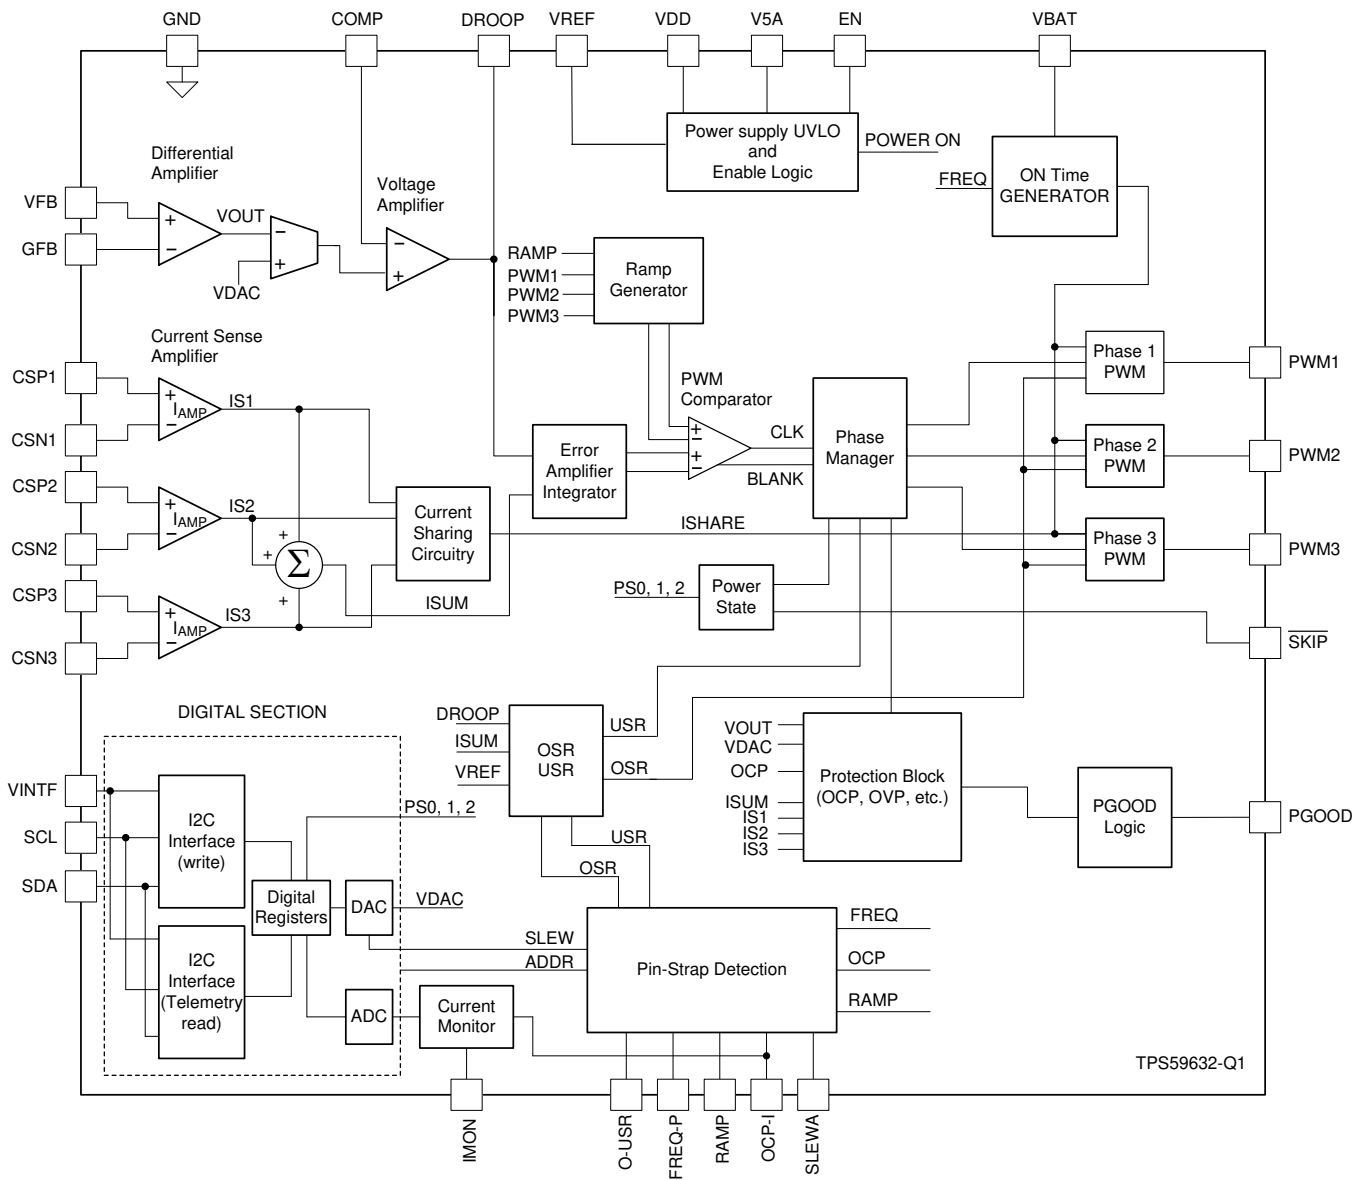 GND
COMP
DROOP
VREF
VDD
V5A
EN
VBAT
Differential
Amplifier
VFB
GFB
+
−
VOUT
−
+
VDAC
Voltage
Amplifier
−
+
Power supply UVLO
and
Enable Logic
POWER ON
FREQ
ON Time
GENERATOR
RAMP
PWM1
PWM2
PWM3
Ramp
Generator
Current Sense
Amplifier
CSP1
CSN1
+
IAMP
−
IS1
CSP2
CSN2
+
IAMP
−
IS2
CSP3
CSN3
+
IAMP
−
IS3
+
+
Σ
+
ISUM
Current
Sharing
Circuitry
Error
Amplifier
Integrator
PWM
Comparator
+
−
+
−
CLK
BLANK
Phase
Manager
ISHARE
Phase 1
PWM
PWM1
Phase 2
PWM
PWM2
Phase 3
PWM
PWM3
PS0, 1, 2
Power
State
SKIP
DIGITAL SECTION
VINTF
SCL
SDA
I2C
Interface
(write)
I2C
Interface
(Telemetry
read)
Digital
Registers
DAC
ADC
PS0, 1, 2
VDAC
DROOP
ISUM
VREF
OSR
USR
USR
OSR
USR
OSR
VOUT
VDAC
OCP
ISUM
IS1
IS2
IS3
Protection Block
(OCP, OVP, etc.)
PGOOD
Logic
PGOOD
SLEW
ADDR
Pin-Strap Detection
FREQ
OCP
RAMP
Current
Monitor
TPS59632-Q1
IMON
O-USR
FREQ-P
RAMP
OCP-I
SLEWA